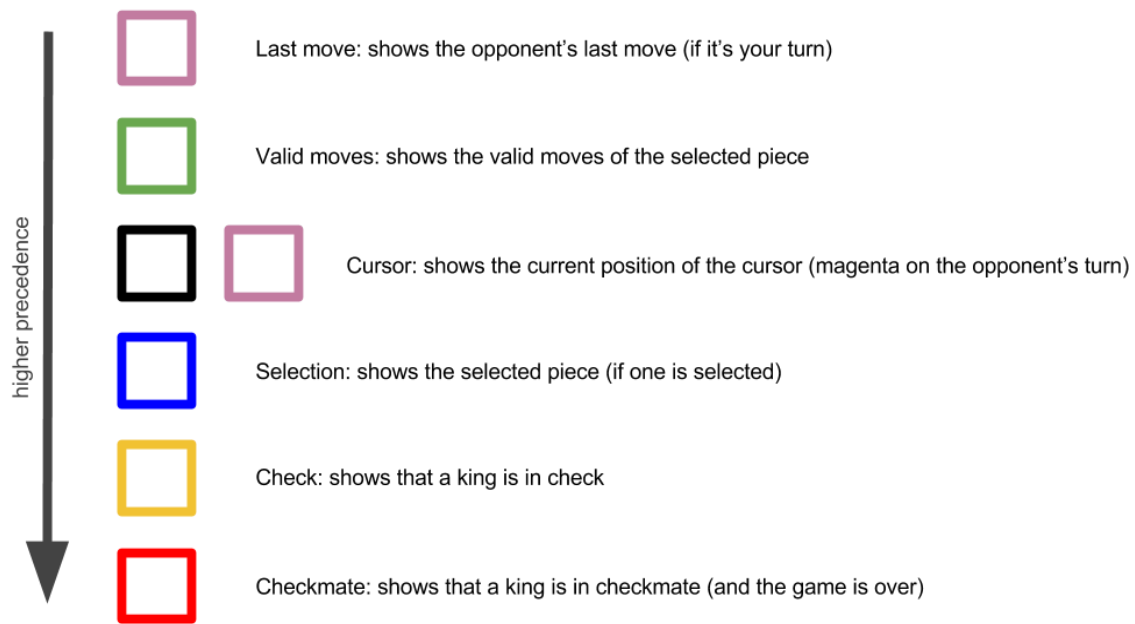 Last move: shows the opponent's last move (if it's your turn)
Valid moves: shows the valid moves of the selected piece
higher precedence
Cursor: shows the current position of the cursor (magenta on the opponent's turn)
Selection: shows the selected piece (if one is selected)
Check: shows that a king is in check
Checkmate: shows that a king is in checkmate (and the game is over)